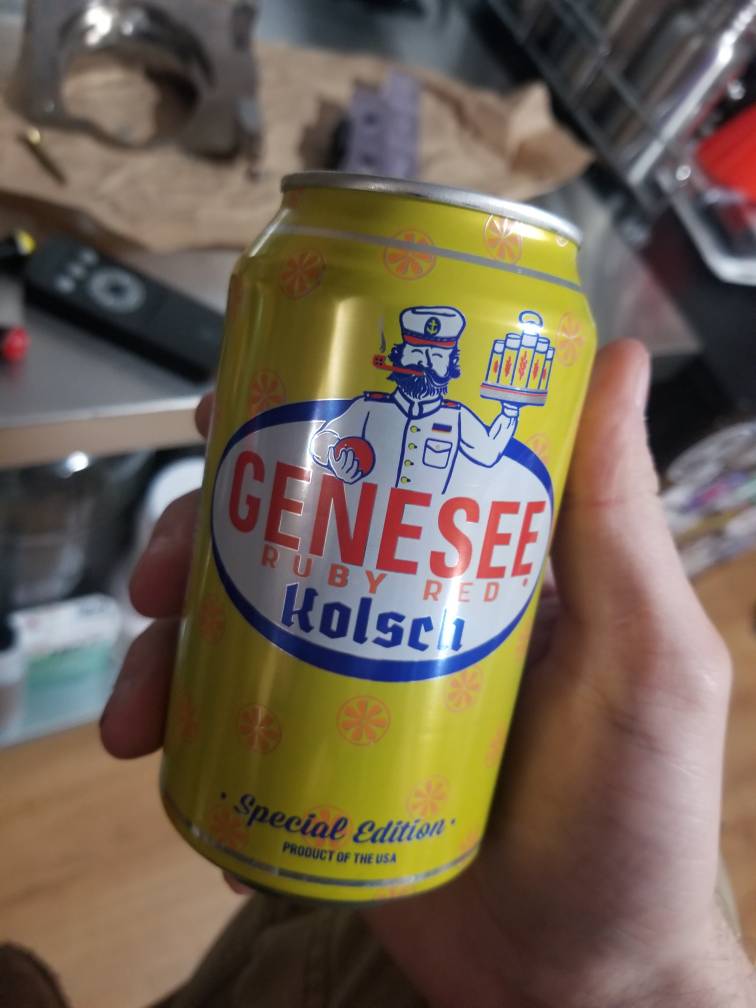 GENESEE
RUBY RED
Kolsch
· Special Edition ·
PRODUCT OF THE USA